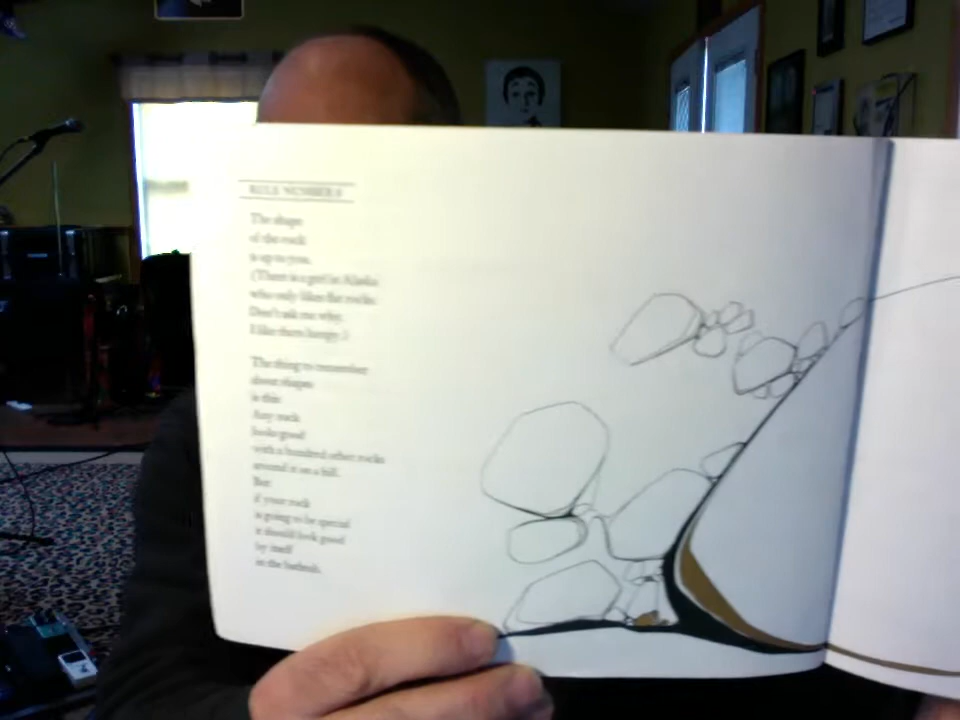 RULE NUMBER 6
The shape
of the rock
is up to you.
(There is a girl in Alaska
who only likes flat rocks.
Don't ask me why.
I like them lumpy.)
The thing to remember
about shapes
is this:
Any rock
looks good
with a hundred other rocks
around it on a hill.
But
if your rock
is going to be special
it should look good
by itself
in the bathtub.